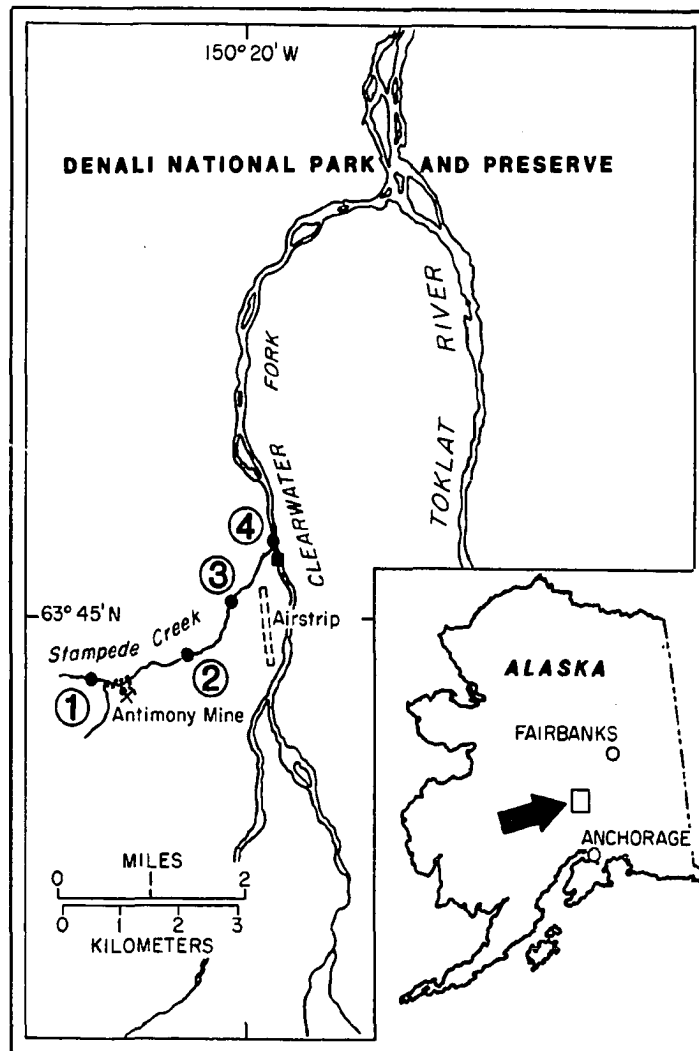 150° 20' W
DENALI NATIONAL PARK AND PRESERVE
FORK
CLEARWATER
TOKLAT RIVER
4
3
63° 45' N
Airstrip
Stampede Creek
2
1
Antimony Mine
MILES
0 2
0 1 2 3
KILOMETERS
ALASKA
FAIRBANKS
ANCHORAGE